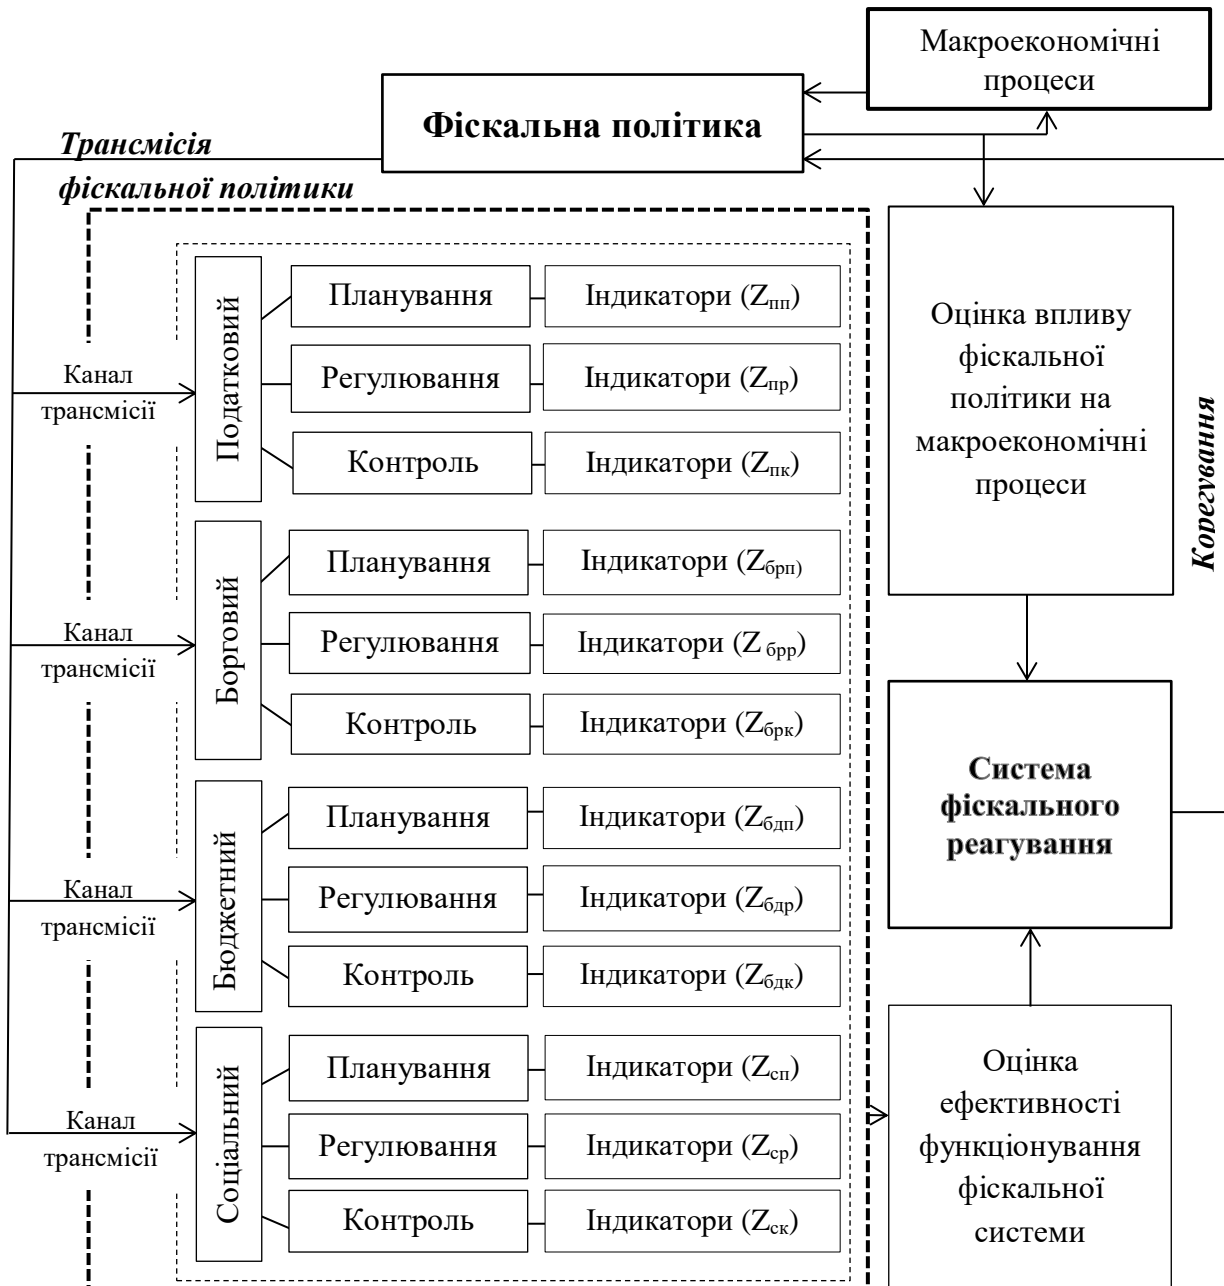 Макроекономічні
процеси
Фіскальна політика
Трансмісія
фіскальної політики
Податковий
Планування
Індикатори (Zпп)
Канал
трансмісії
Регулювання
Індикатори (Zпр)
Контроль
Індикатори (Zпк)
Борговий
Планування
Індикатори (Zбрп)
Канал
трансмісії
Регулювання
Індикатори (Z брр)
Контроль
Індикатори (Zбрк)
Бюджетний
Планування
Індикатори (Zбдп)
Канал
трансмісії
Регулювання
Індикатори (Zбдр)
Контроль
Індикатори (Zбдк)
Соціальний
Планування
Індикатори (Zсп)
Канал
трансмісії
Регулювання
Індикатори (Zср)
Контроль
Індикатори (Zск)
Оцінка впливу
фіскальної
політики на
макроекономічні
процеси
Корегування
Система
фіскального
реагування
Оцінка
ефективності
функціонування
фіскальної
системи